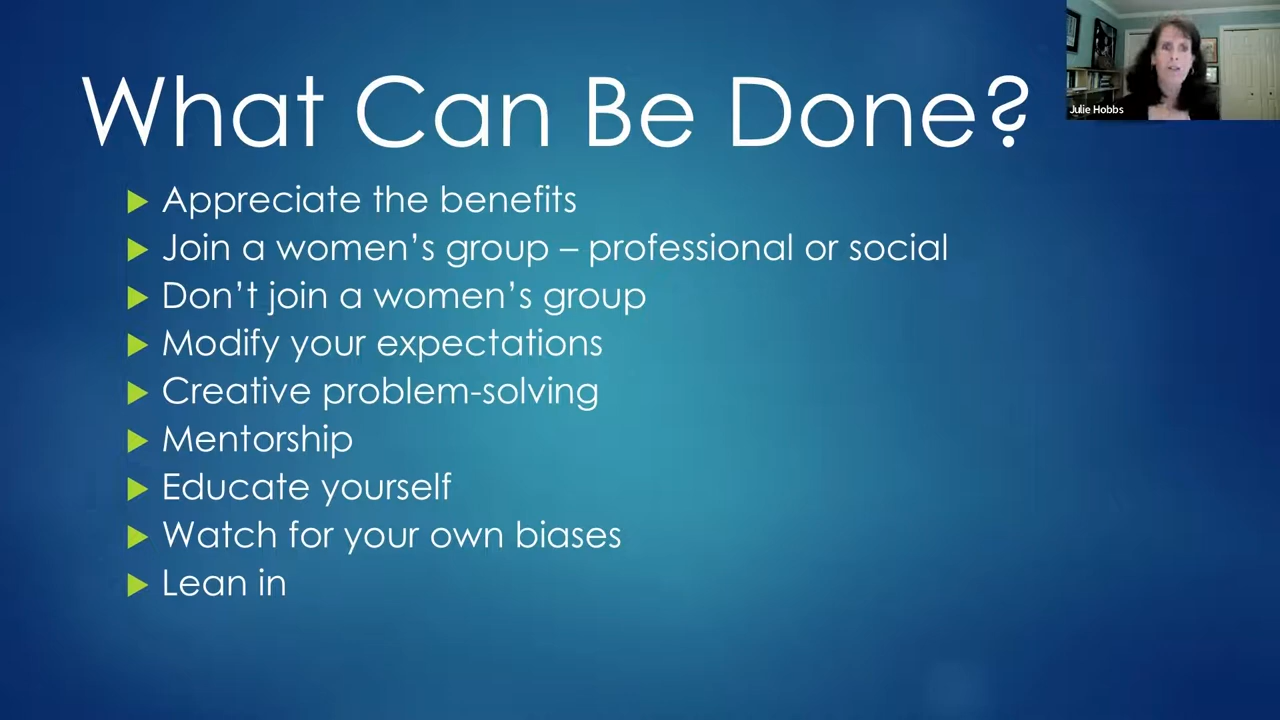 What Can Be Done?
Julie Hobbs
Appreciate the benefits
Join a women’s group – professional or social
Don’t join a women’s group
Modify your expectations
Creative problem-solving
Mentorship
Educate yourself
Watch for your own biases
Lean in